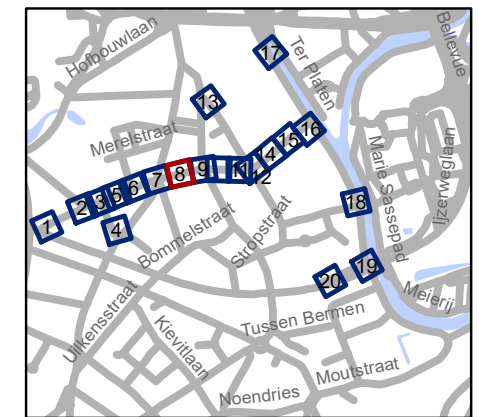 Hofbouwlaan
Ter Platen
Bellevue
17
13
Merelstraat
Marie Sassepad
Ijzerweglaan
16
15
14
12
11
9
8
7
6
5
3
2
1
4
18
Bommelstraat
Stropstraat
19
20
Meierij
Uilkensstraat
Kievitlaan
Tussen Bermen
Moutstraat
Noendries